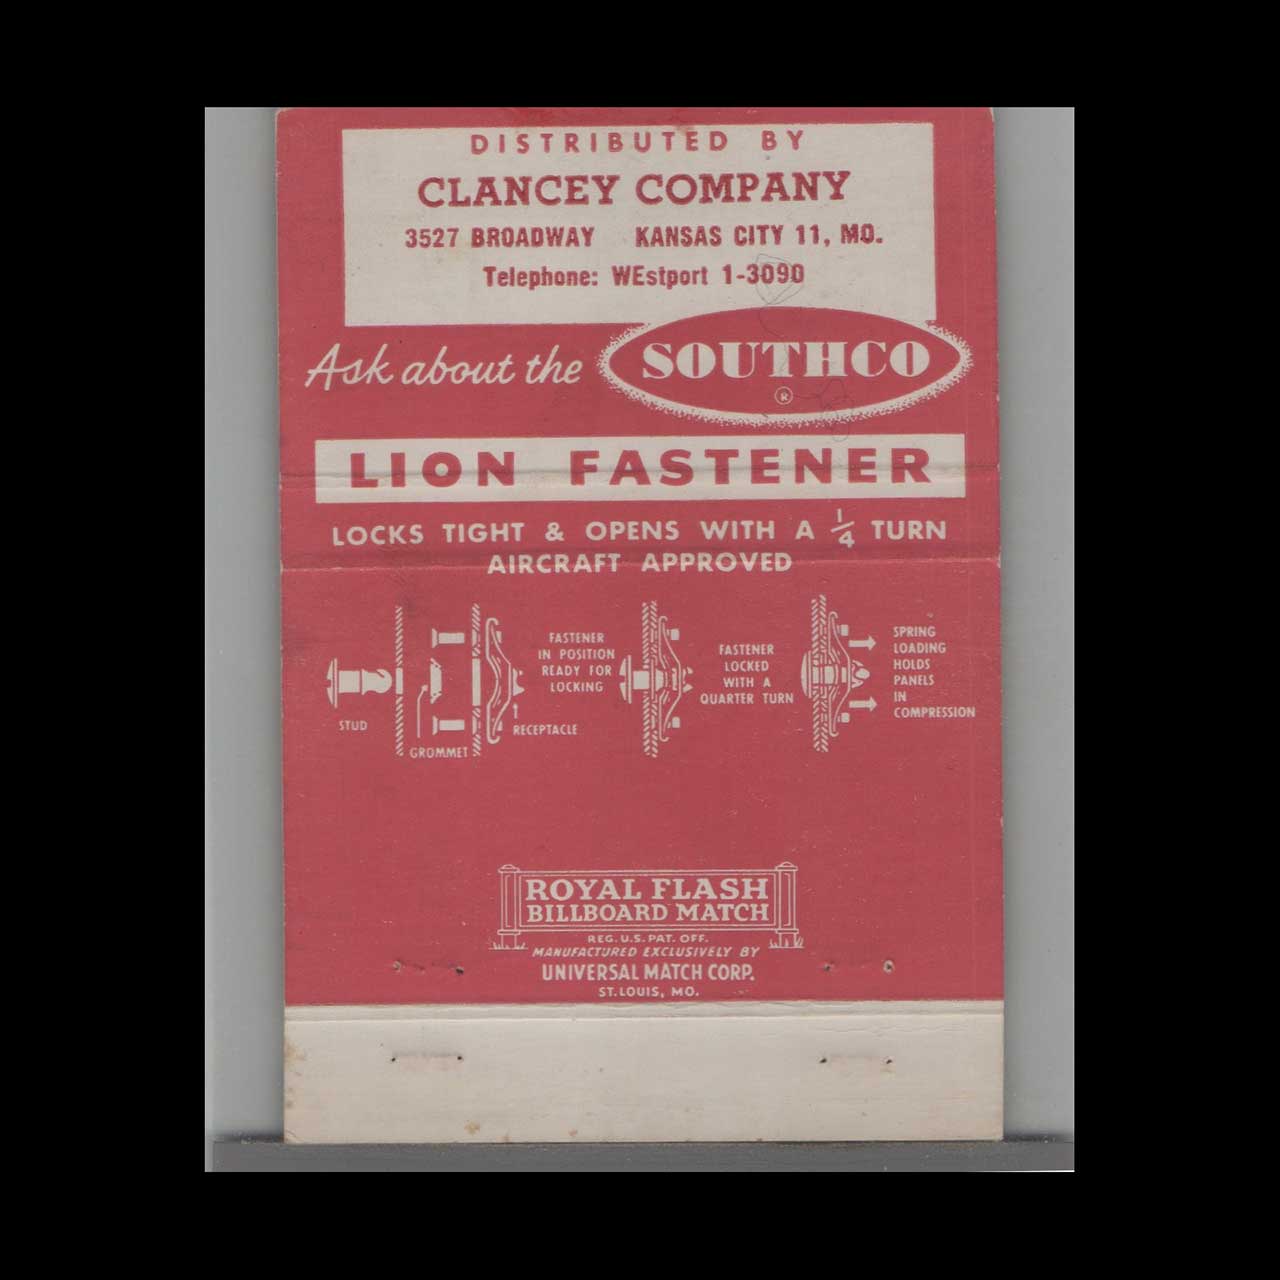 DISTRIBUTED BY
CLANCEY COMPANY
3527 BROADWAY KANSAS CITY 11, MO.
Telephone: WEstport 1-3090
Ask about the SOUTHCO
®
LION FASTENER
LOCKS TIGHT & OPENS WITH A 1/4 TURN
AIRCRAFT APPROVED
STUD
GROMMET
RECEPTACLE
FASTENER
IN POSITION
READY FOR
LOCKING
FASTENER
LOCKED
WITH A
QUARTER TURN
SPRING
LOADING
HOLDS
PANELS
IN
COMPRESSION
ROYAL FLASH
BILLBOARD MATCH
REG. U.S. PAT. OFF.
MANUFACTURED EXCLUSIVELY BY
UNIVERSAL MATCH CORP.
ST. LOUIS, MO.